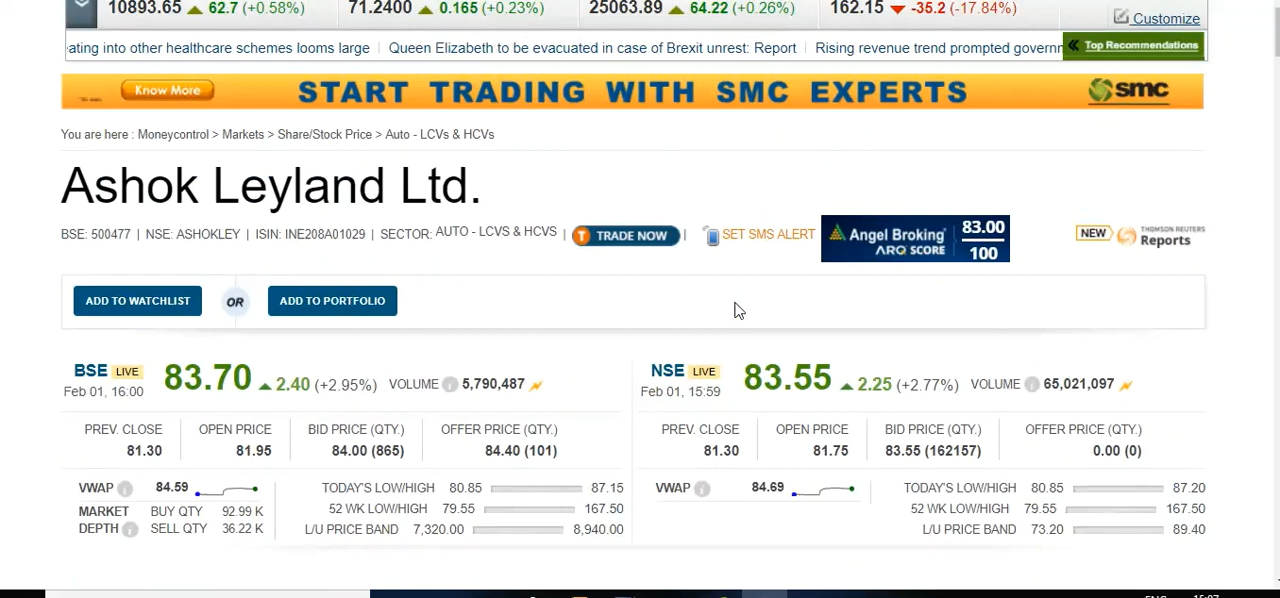 10893.65 62.7 (+0.58%) 71.2400 0.165 (+0.23%) 25063.89 64.22 (+0.26%) 162.15 -35.2 (-17.84%)
Customize
ating into other healthcare schemes looms large | Queen Elizabeth to be evacuated in case of Brexit unrest: Report | Rising revenue trend prompted governm
Top Recommendations
Know More START TRADING WITH SMC EXPERTS smc
You are here : Moneycontrol > Markets > Share/Stock Price > Auto - LCVs & HCVs
Ashok Leyland Ltd.
BSE: 500477 | NSE: ASHOKLEY | ISIN: INE208A01029 | SECTOR: AUTO - LCVS & HCVS | T TRADE NOW | SET SMS ALERT Angel Broking ARQ SCORE 83.00 100 NEW THOMSON REUTERS Reports
ADD TO WATCHLIST OR ADD TO PORTFOLIO
BSE LIVE 83.70 2.40 (+2.95%) VOLUME 5,790,487
Feb 01, 16:00
PREV. CLOSE OPEN PRICE BID PRICE (QTY.) OFFER PRICE (QTY.)
81.30 81.95 84.00 (865) 84.40 (101)
VWAP 84.59 TODAY'S LOW/HIGH 80.85 87.15
MARKET BUY QTY 92.99 K 52 WK LOW/HIGH 79.55 167.50
DEPTH SELL QTY 36.22 K L/U PRICE BAND 7,320.00 8,940.00
NSE LIVE 83.55 2.25 (+2.77%) VOLUME 65,021,097
Feb 01, 15:59
PREV. CLOSE OPEN PRICE BID PRICE (QTY.) OFFER PRICE (QTY.)
81.30 81.75 83.55 (162157) 0.00 (0)
VWAP 84.69 TODAY'S LOW/HIGH 80.85 87.20
52 WK LOW/HIGH 79.55 167.50
L/U PRICE BAND 73.20 89.40